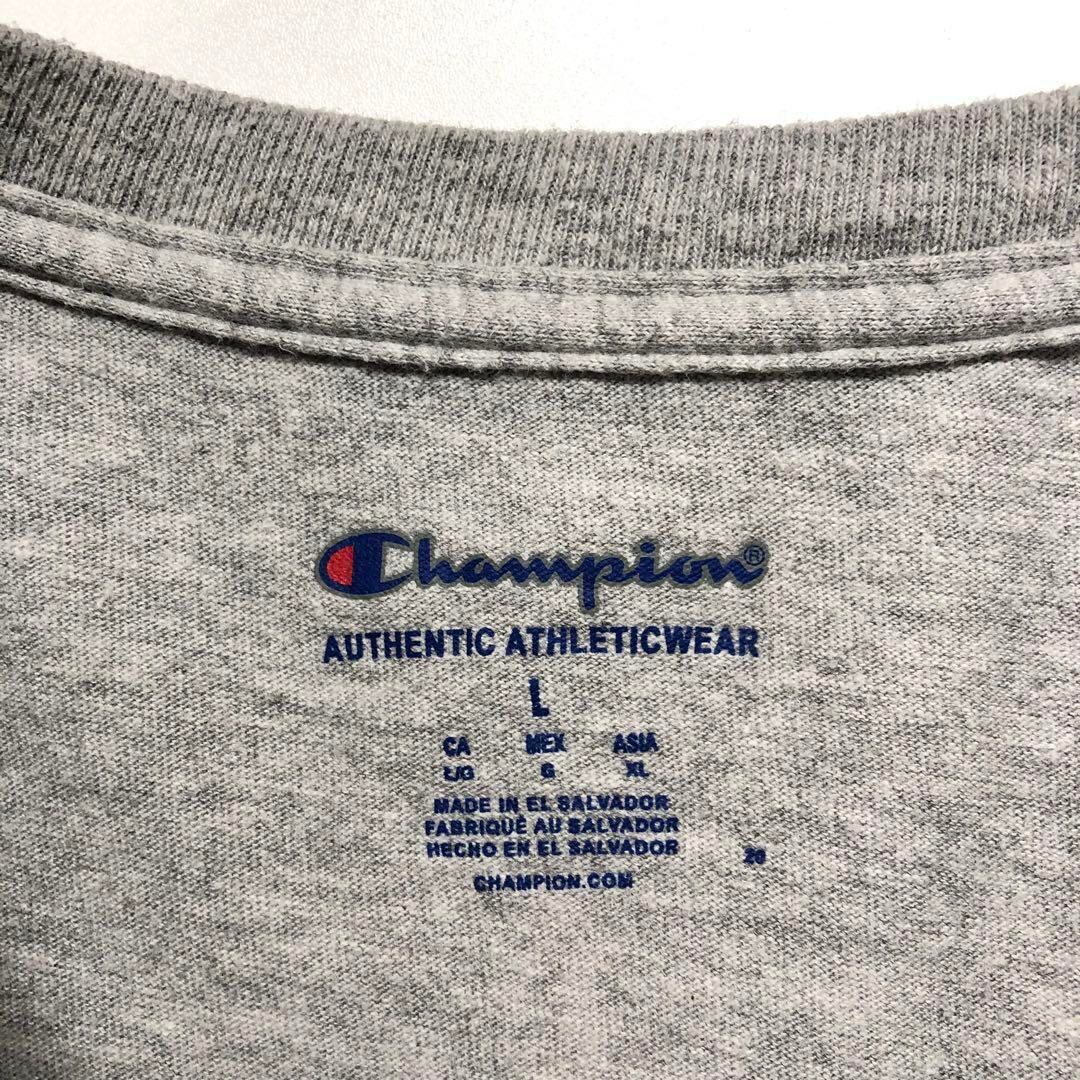 Champion®
AUTHENTIC ATHLETICWEAR
L
CA MEX ASIA
L/G G XL
MADE IN EL SALVADOR
FABRIQUÉ AU SALVADOR
HECHO EN EL SALVADOR 20
CHAMPION.COM